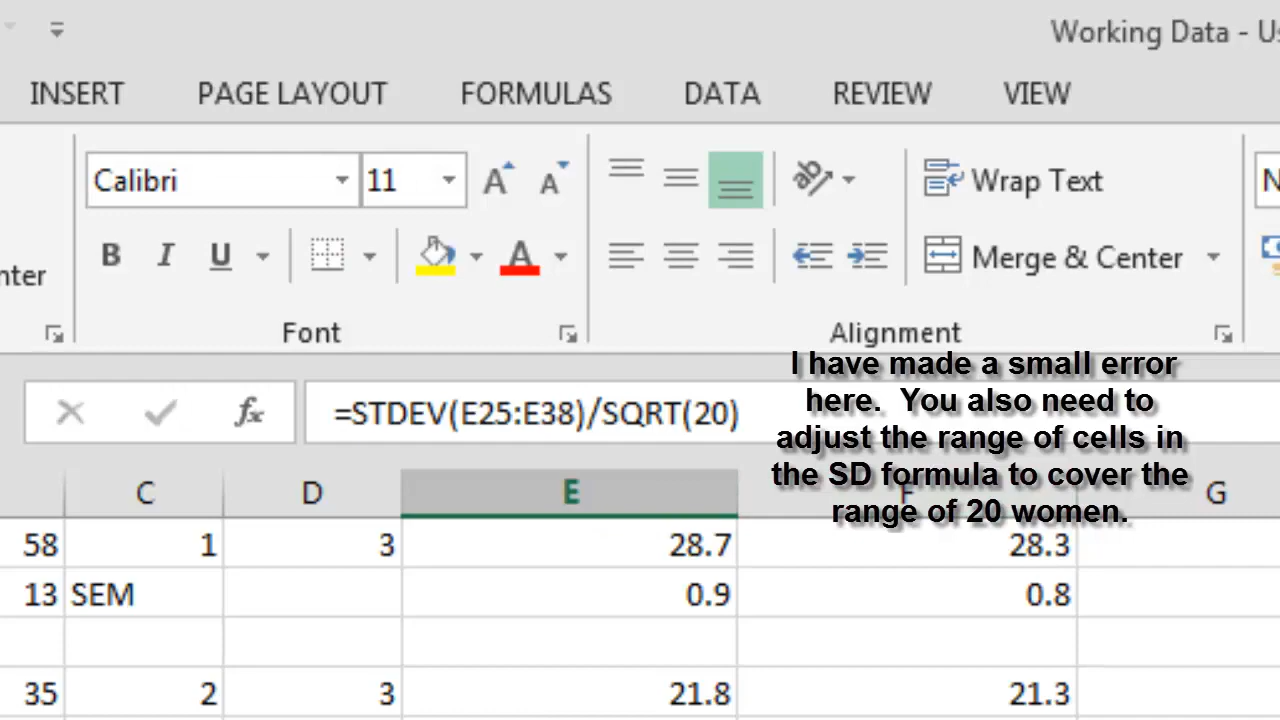 Working Data - Us
INSERT PAGE LAYOUT FORMULAS DATA REVIEW VIEW
Calibri 11 Wrap Text N
B I U A Merge & Center
nter
Font Alignment
I have made a small error
here. You also need to
adjust the range of cells in
the SD formula to cover the
range of 20 women.
fx =STDEV(E25:E38)/SQRT(20)
C D E F G
58 1 3 28.7 28.3
13 SEM 0.9 0.8
35 2 3 21.8 21.3